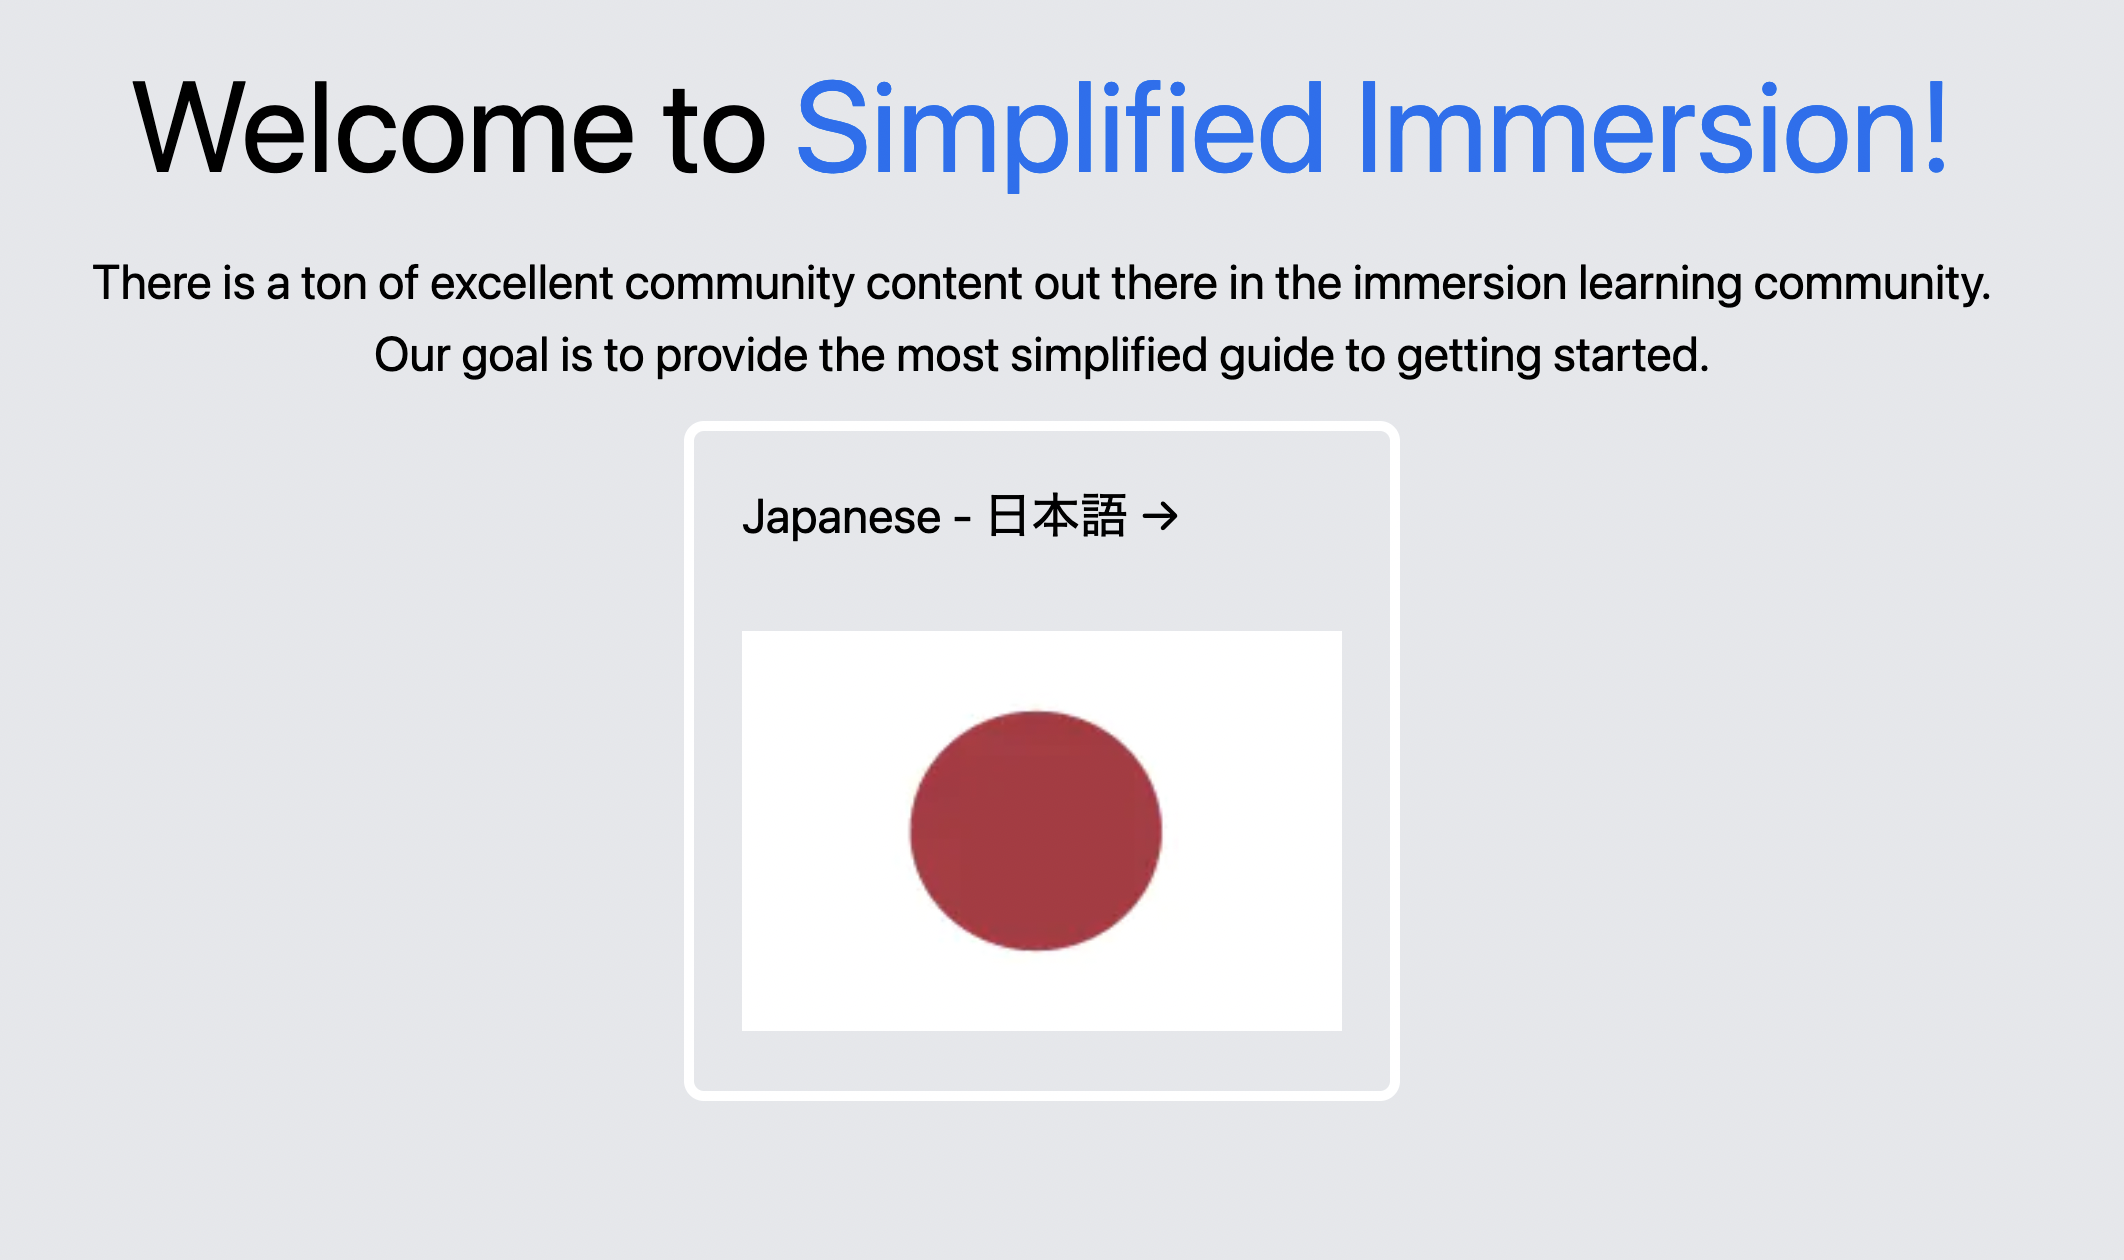 Welcome to Simplified Immersion!
There is a ton of excellent community content out there in the immersion learning community.
Our goal is to provide the most simplified guide to getting started.
Japanese - 日本語 →